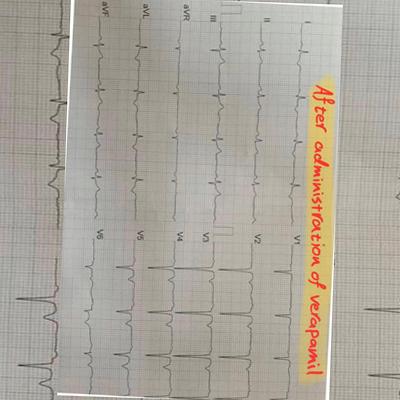 After administration of verapamil
I
II
III
aVR
aVL
aVF
V1
V2
V3
V4
V5
V6